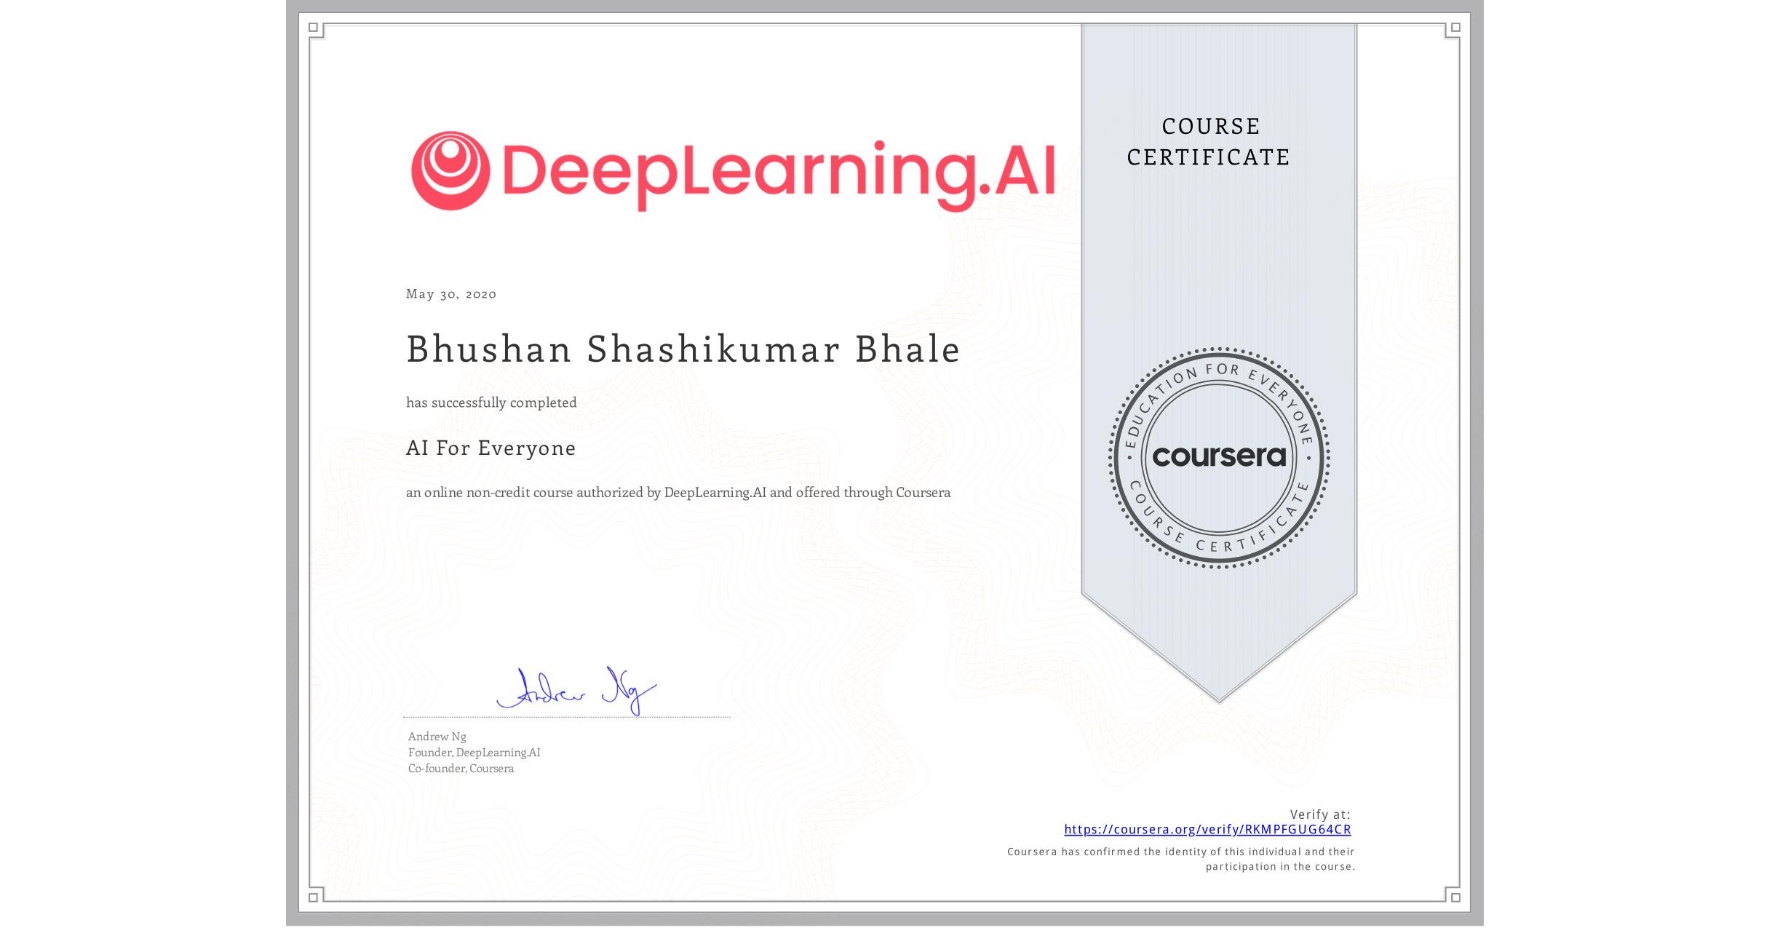 DeepLearning.AI
COURSE
CERTIFICATE
May 30, 2020
Bhushan Shashikumar Bhale
has successfully completed
AI For Everyone
an online non-credit course authorized by DeepLearning.AI and offered through Coursera
EDUCATION FOR EVERYONE
coursera
COURSE CERTIFICATE
Andrew Ng
Andrew Ng
Founder, DeepLearning.AI
Co-founder, Coursera
Verify at:
https://coursera.org/verify/RKMPFGUG64CR
Coursera has confirmed the identity of this individual and their
participation in the course.